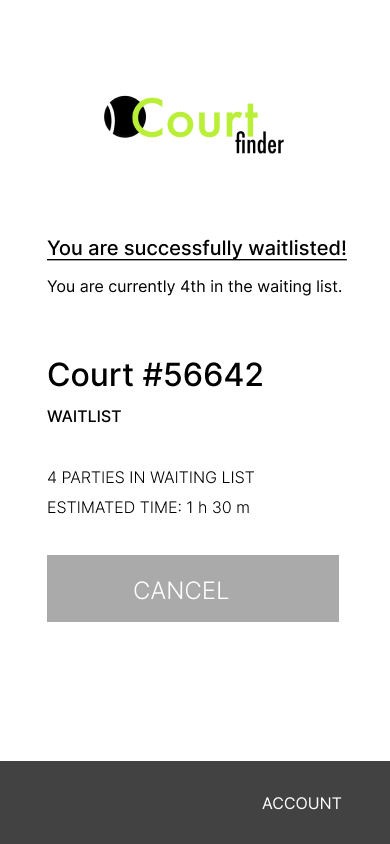 Court
finder
You are successfully waitlisted!
You are currently 4th in the waiting list.
Court #56642
WAITLIST
4 PARTIES IN WAITING LIST
ESTIMATED TIME: 1 h 30 m
CANCEL
ACCOUNT